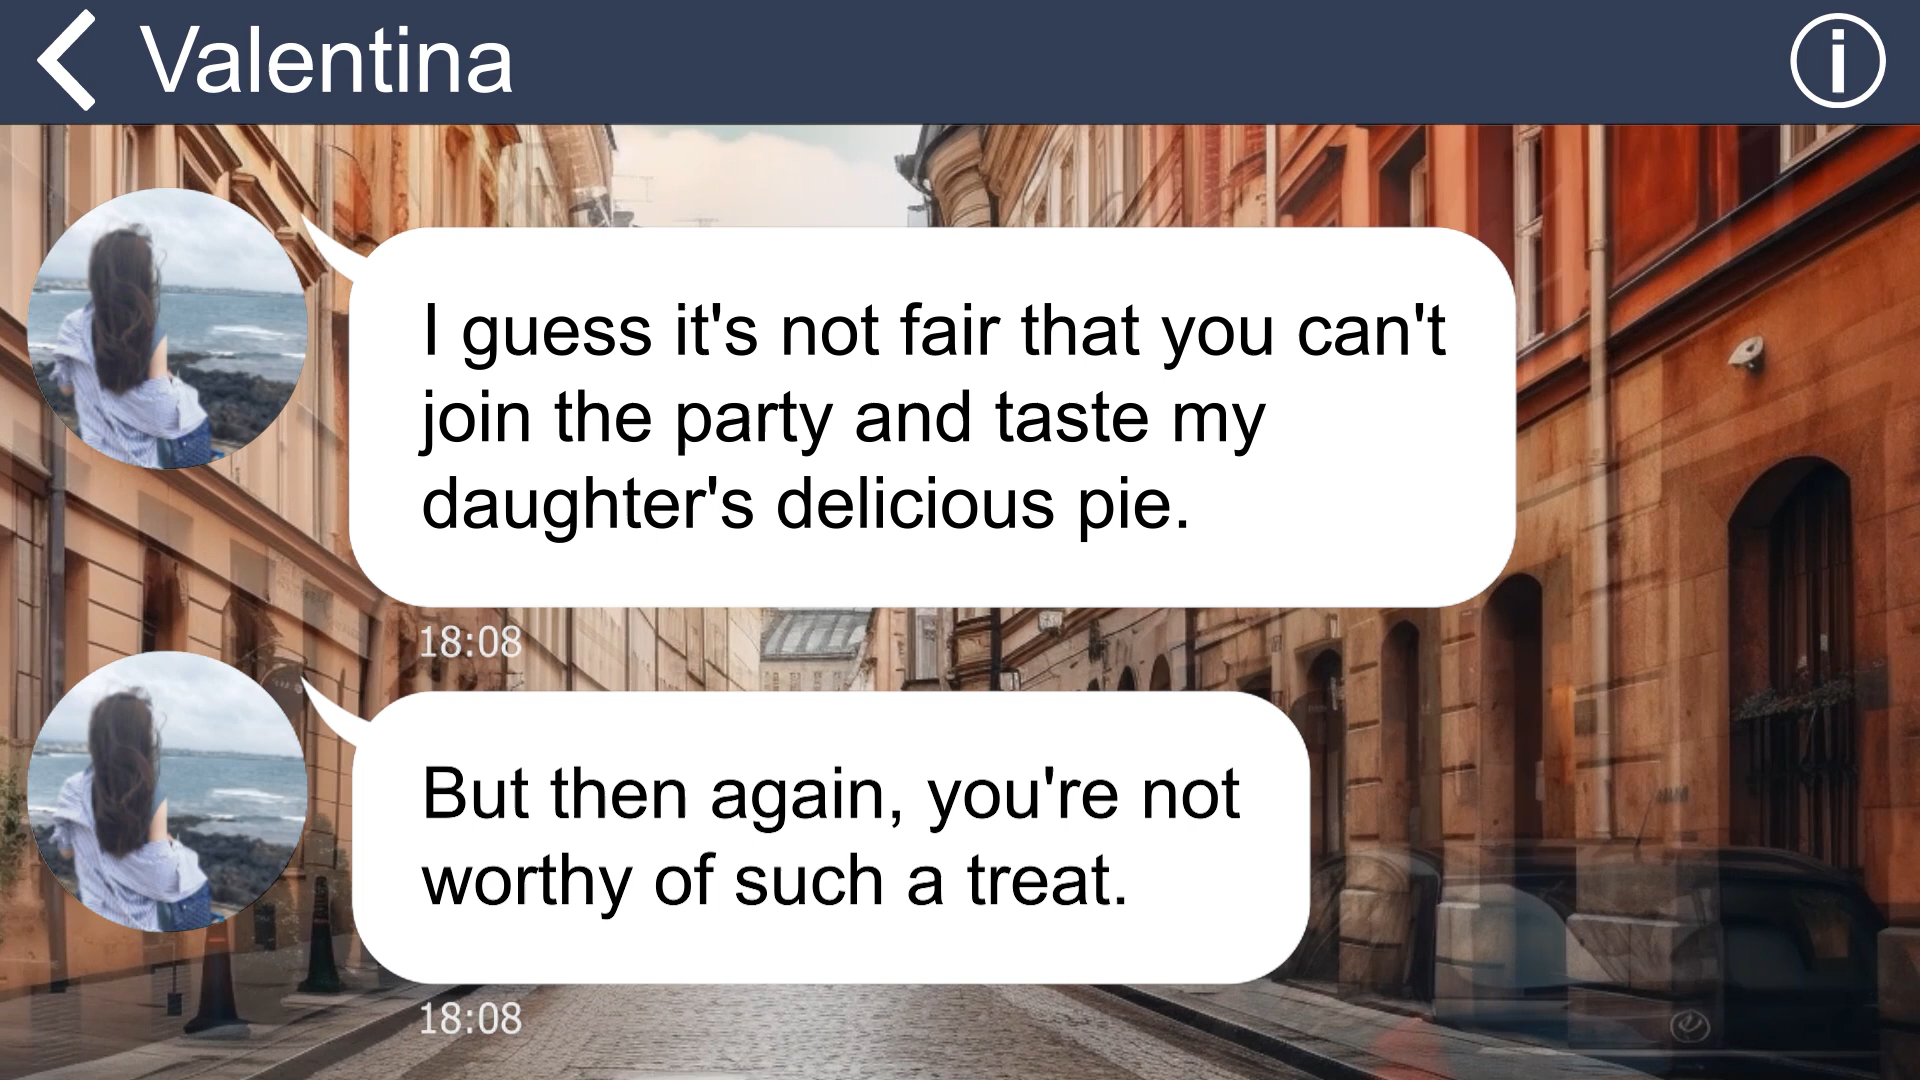 Valentina
I guess it's not fair that you can't
join the party and taste my
daughter's delicious pie.
18:08
But then again, you're not
worthy of such a treat.
18:08